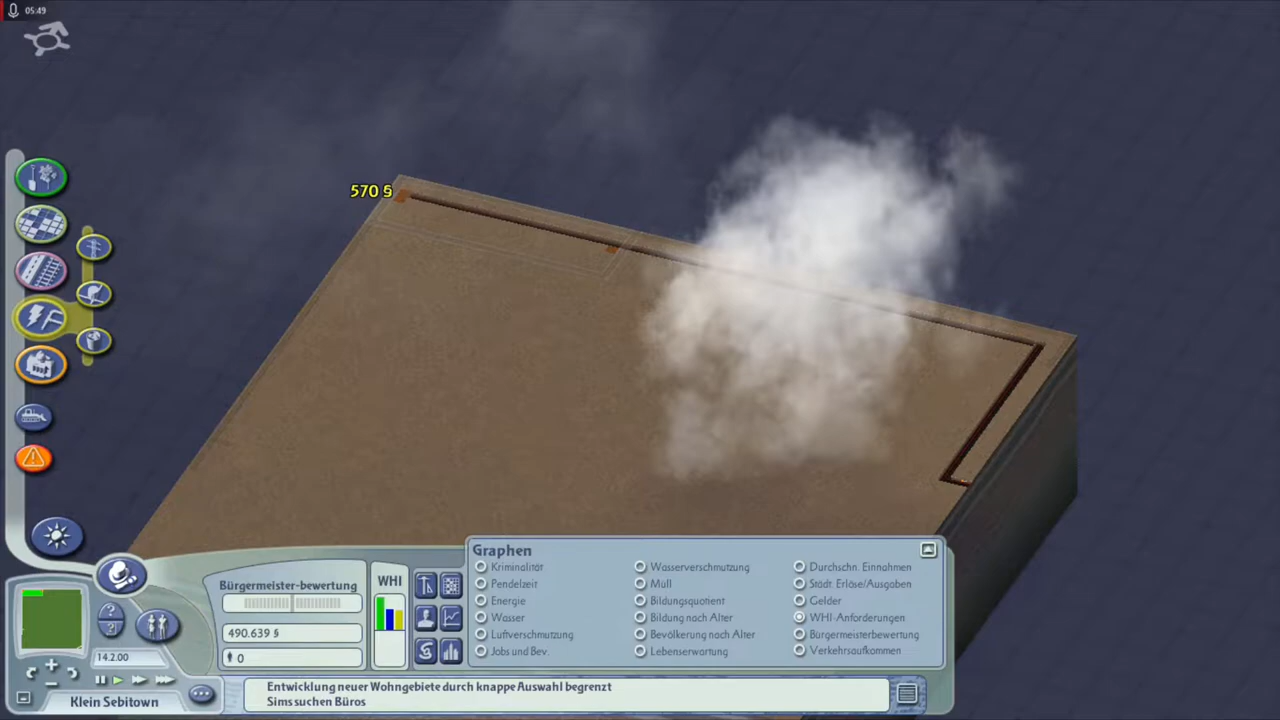 05:49
570 §
Graphen
Kriminalität
Pendelzeit
Energie
Wasser
Luftverschmutzung
Jobs und Bev.
Wasserverschmutzung
Müll
Bildungsquotient
Bildung nach Alter
Bevölkerung nach Alter
Lebenserwartung
Durchschn. Einnahmen
Städt. Erlöse/Ausgaben
Gelder
WHI-Anforderungen
Bürgermeisterbewertung
Verkehrsaufkommen
Bürgermeister-bewertung
WHI
490.639 §
0
14.2.00
Klein Sebitown
Entwicklung neuer Wohngebiete durch knappe Auswahl begrenzt
Sims suchen Büros